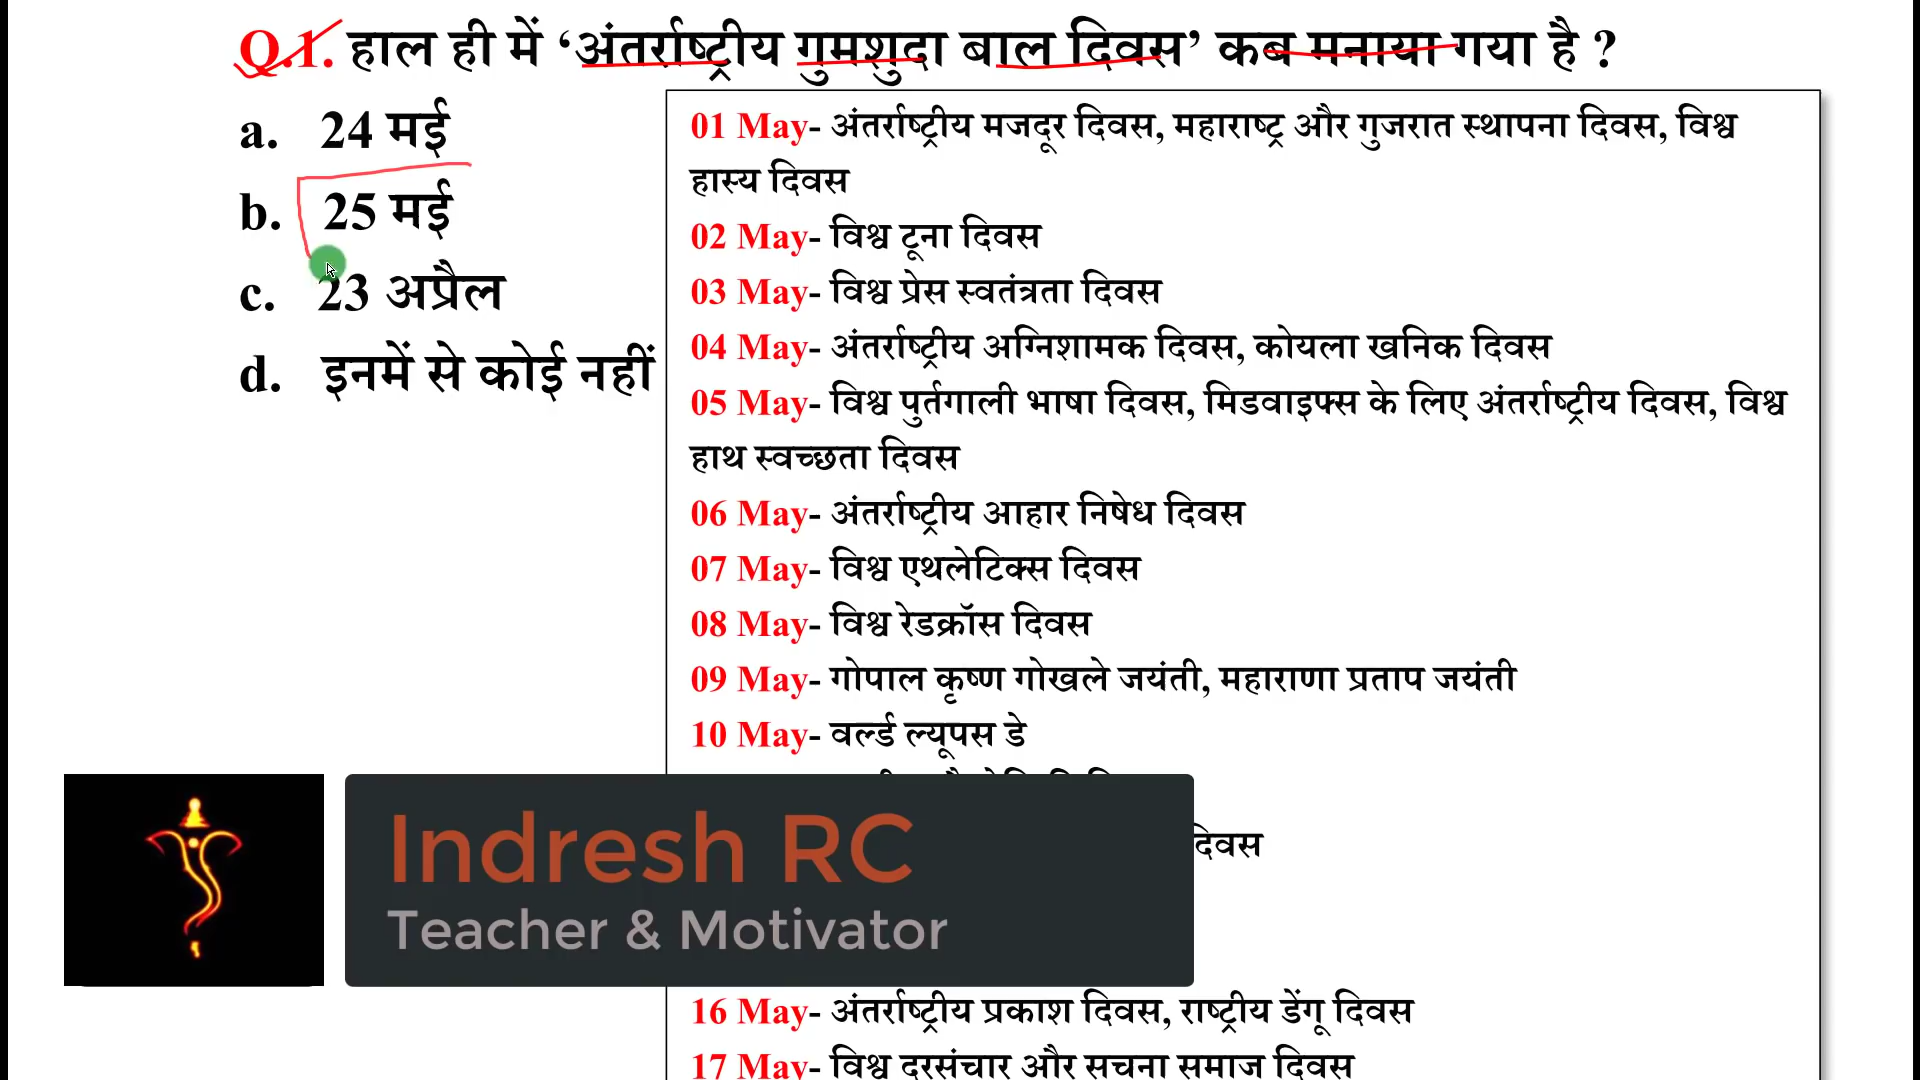 Q.1. हाल ही में ‘अंतर्राष्ट्रीय गुमशुदा बाल दिवस’ कब मनाया गया है ?
a. 24 मई
b. 25 मई
c. 23 अप्रैल
d. इनमें से कोई नहीं
01 May- अंतर्राष्ट्रीय मजदूर दिवस, महाराष्ट्र और गुजरात स्थापना दिवस, विश्व
हास्य दिवस
02 May- विश्व टूना दिवस
03 May- विश्व प्रेस स्वतंत्रता दिवस
04 May- अंतर्राष्ट्रीय अग्निशामक दिवस, कोयला खनिक दिवस
05 May- विश्व पुर्तगाली भाषा दिवस, मिडवाइफ्स के लिए अंतर्राष्ट्रीय दिवस, विश्व
हाथ स्वच्छता दिवस
06 May- अंतर्राष्ट्रीय आहार निषेध दिवस
07 May- विश्व एथलेटिक्स दिवस
08 May- विश्व रेडक्रॉस दिवस
09 May- गोपाल कृष्ण गोखले जयंती, महाराणा प्रताप जयंती
10 May- वर्ल्ड ल्यूपस डे
दिवस
16 May- अंतर्राष्ट्रीय प्रकाश दिवस, राष्ट्रीय डेंगू दिवस
17 May- विश्व दूरसंचार और सूचना समाज दिवस
Indresh RC
Teacher & Motivator